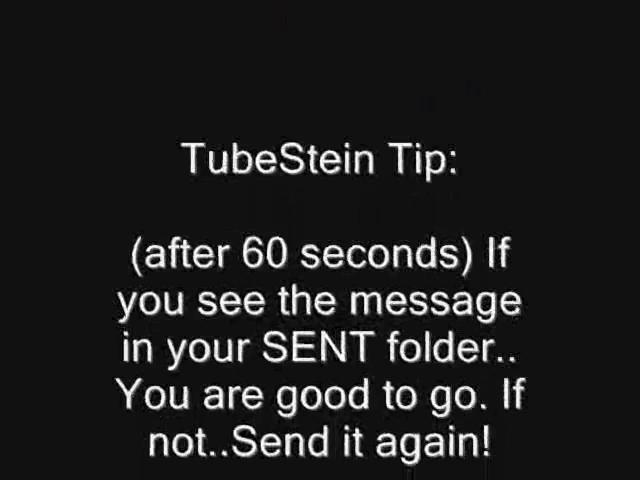 TubeStein Tip:
(after 60 seconds) If
you see the message
in your SENT folder..
You are good to go. If
not..Send it again!